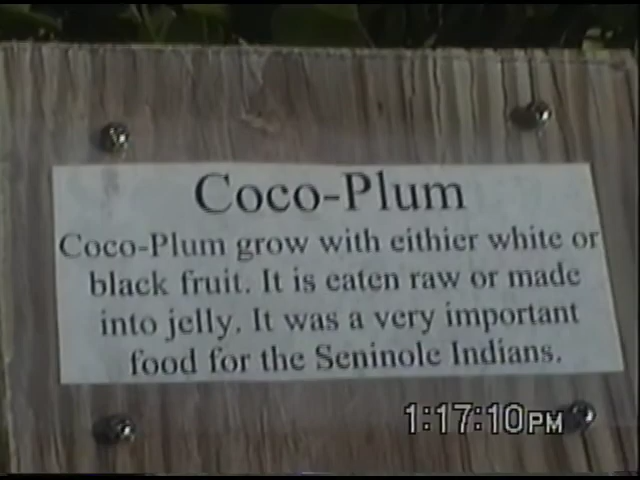 Coco-Plum
Coco-Plum grow with eithier white or
black fruit. It is eaten raw or made
into jelly. It was a very important
food for the Seninole Indians.
1:17:10PM